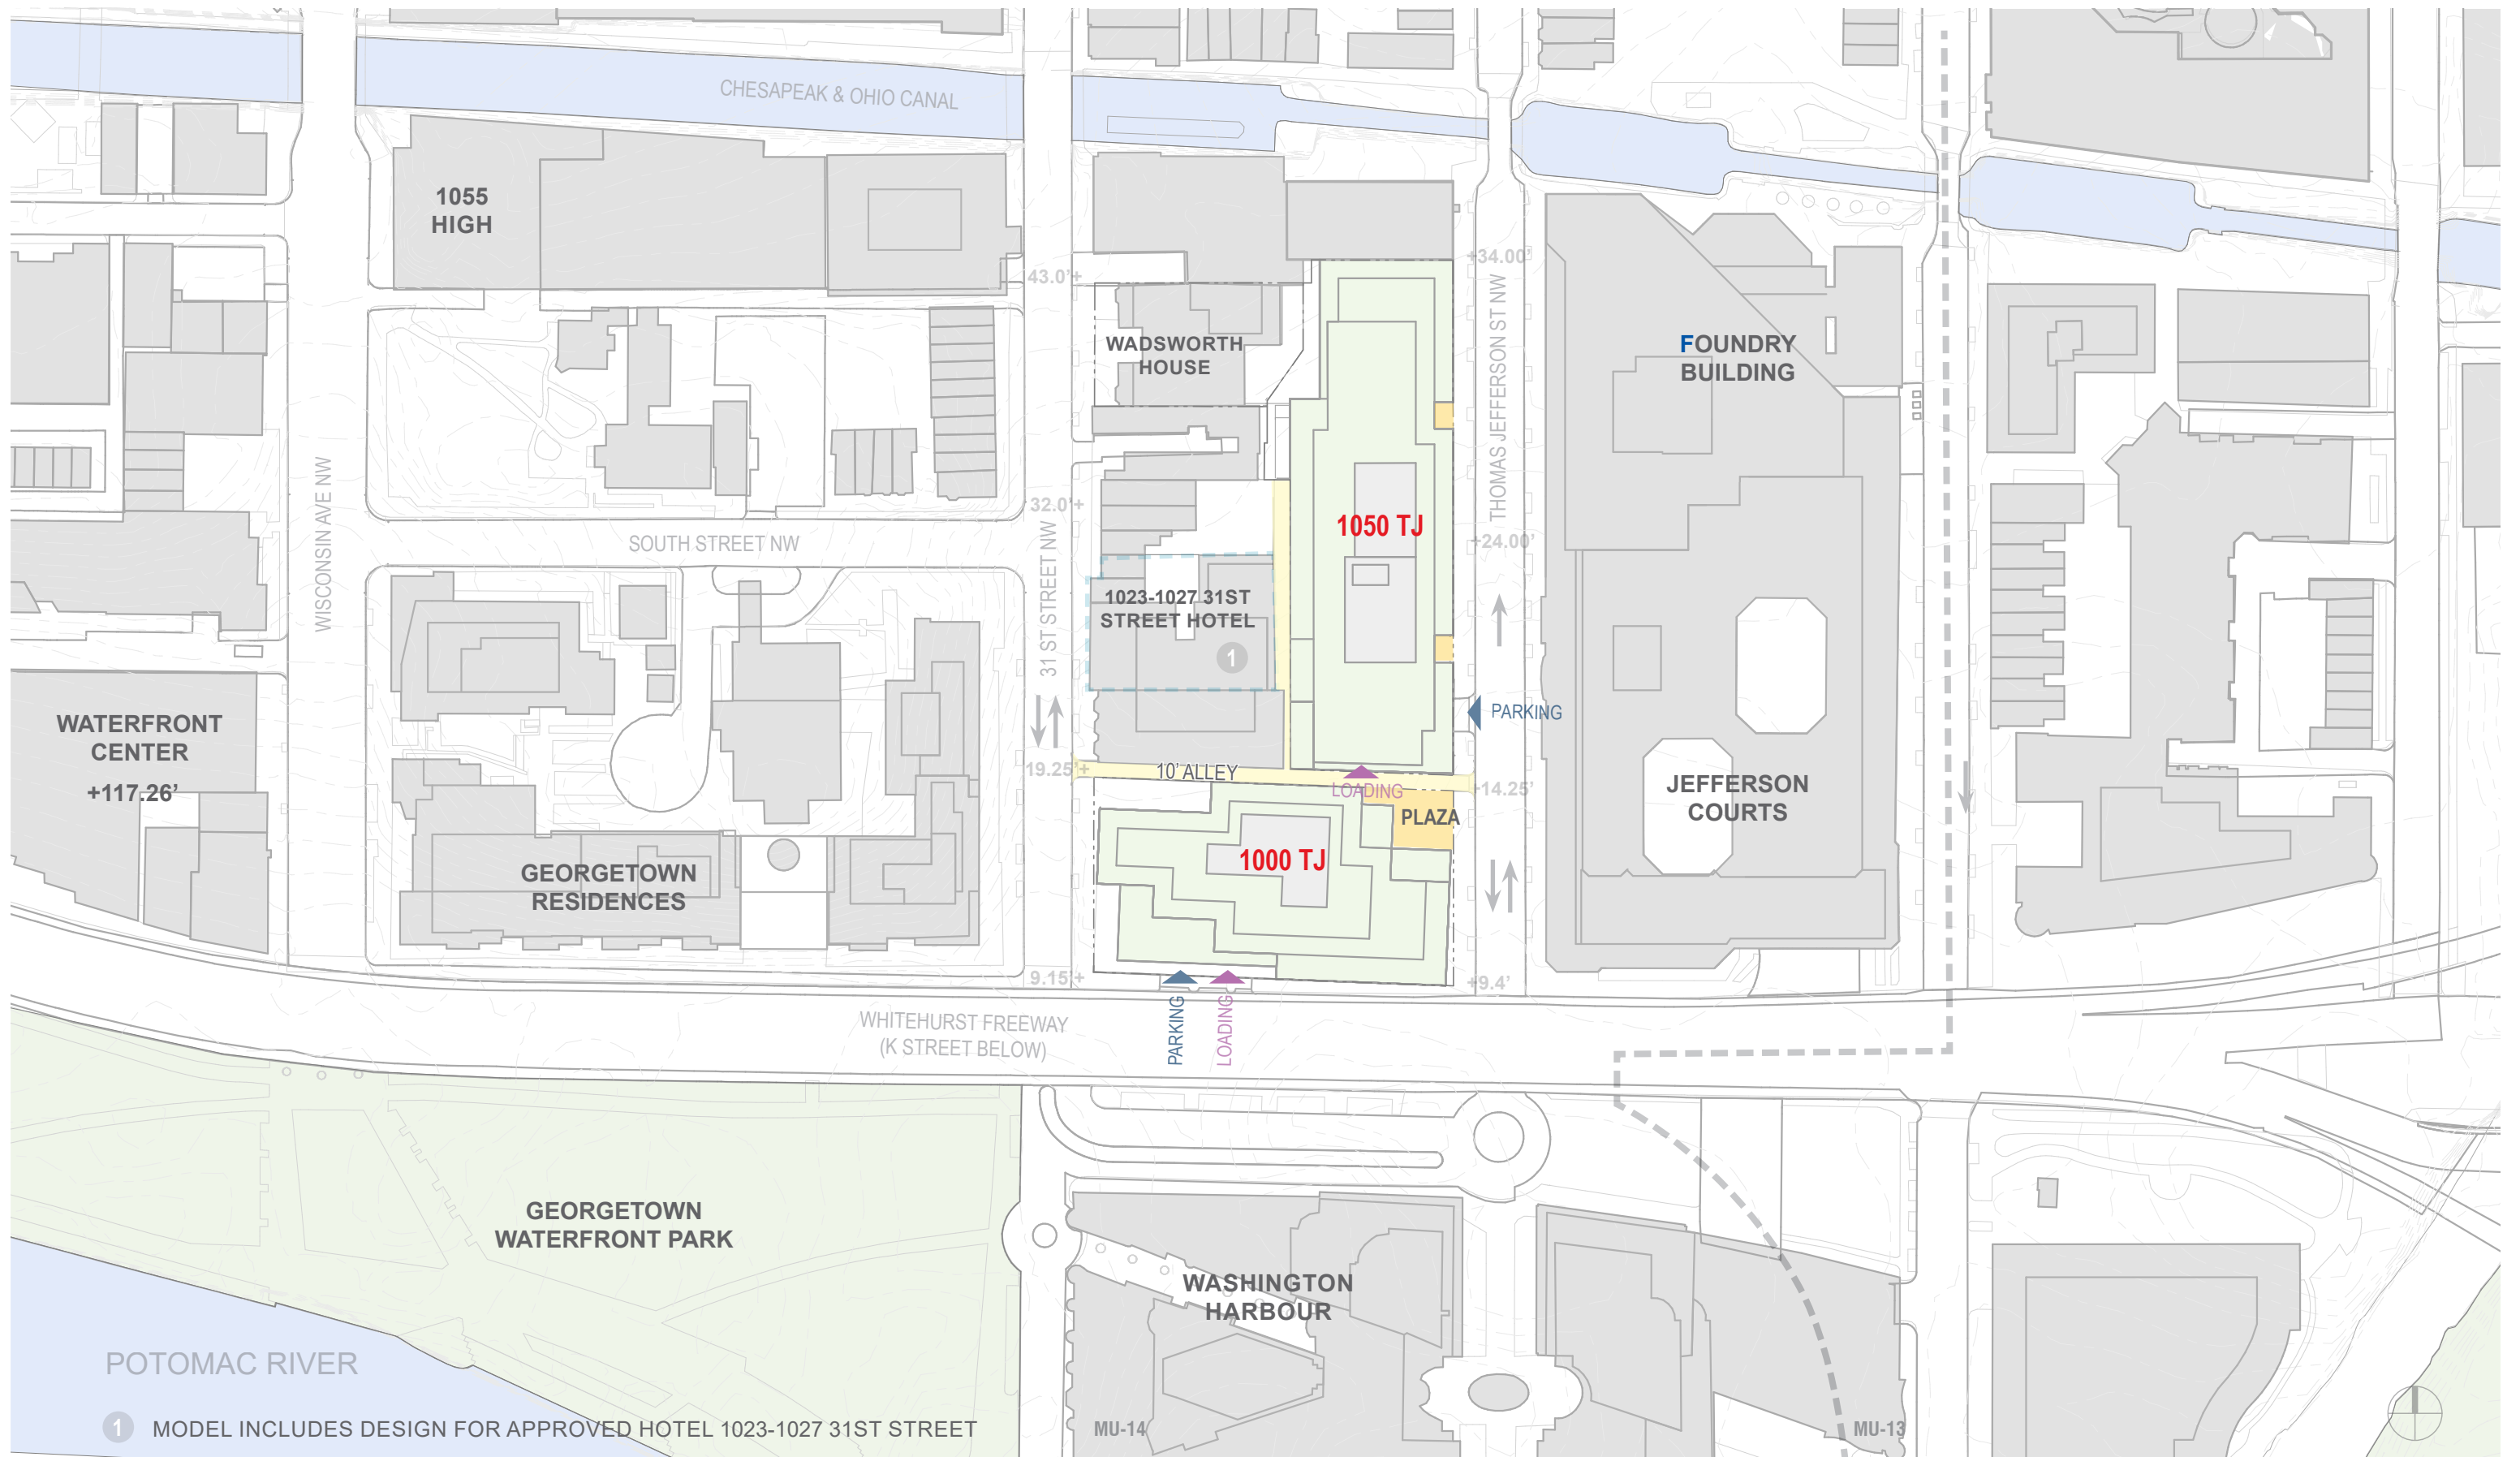 CHESAPEAK & OHIO CANAL
1055
HIGH
43.0'+
+34.00'
WADSWORTH
HOUSE
THOMAS JEFFERSON ST NW
FOUNDRY
BUILDING
WISCONSIN AVE NW
32.0'+
SOUTH STREET NW
31 ST STREET NW
1050 TJ
+24.00'
1023-1027 31ST
STREET HOTEL
1
WATERFRONT
CENTER
+117.26'
PARKING
19.25'+
10' ALLEY
LOADING
+14.25'
PLAZA
JEFFERSON
COURTS
GEORGETOWN
RESIDENCES
1000 TJ
9.15'+
+9.4'
WHITEHURST FREEWAY
(K STREET BELOW)
PARKING
LOADING
GEORGETOWN
WATERFRONT PARK
WASHINGTON
HARBOUR
POTOMAC RIVER
1 MODEL INCLUDES DESIGN FOR APPROVED HOTEL 1023-1027 31ST STREET
MU-14
MU-13